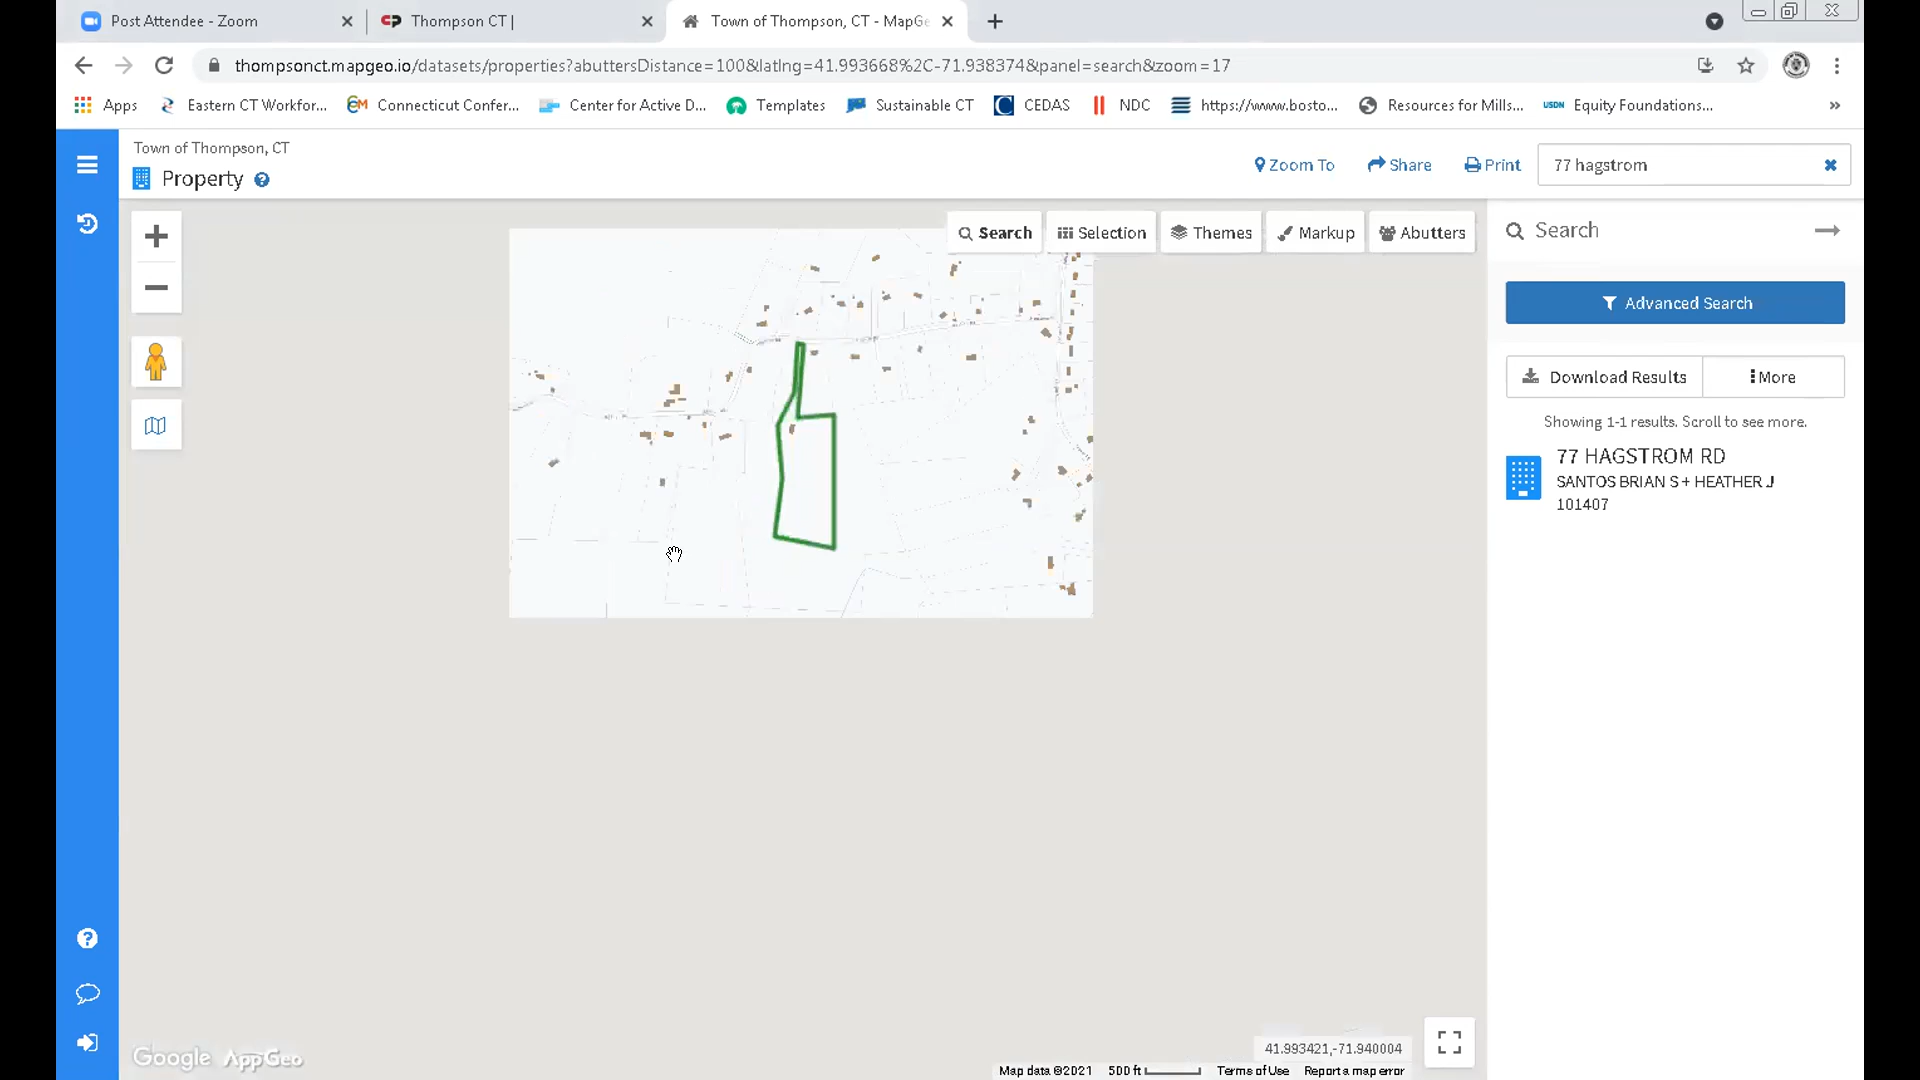 Post Attendee - Zoom
Thompson CT |
Town of Thompson, CT - MapGe
thompsonct.mapgeo.io/datasets/properties?abuttersDistance=100&latlng=41.993668%2C-71.938374&panel=search&zoom=17
Apps
Eastern CT Workfor...
Connecticut Confer...
Center for Active D...
Templates
Sustainable CT
CEDAS
NDC
https://www.bosto...
Resources for Mills...
Equity Foundations...
Town of Thompson, CT
Property
Zoom To
Share
Print
77 hagstrom
Search
Selection
Themes
Markup
Abutters
Search
Advanced Search
Download Results
More
Showing 1-1 results. Scroll to see more.
77 HAGSTROM RD
SANTOS BRIAN S + HEATHER J
101407
Google AppGeo
41.993421,-71.940004
Map data ©2021
500 ft
Terms of Use
Report a map error